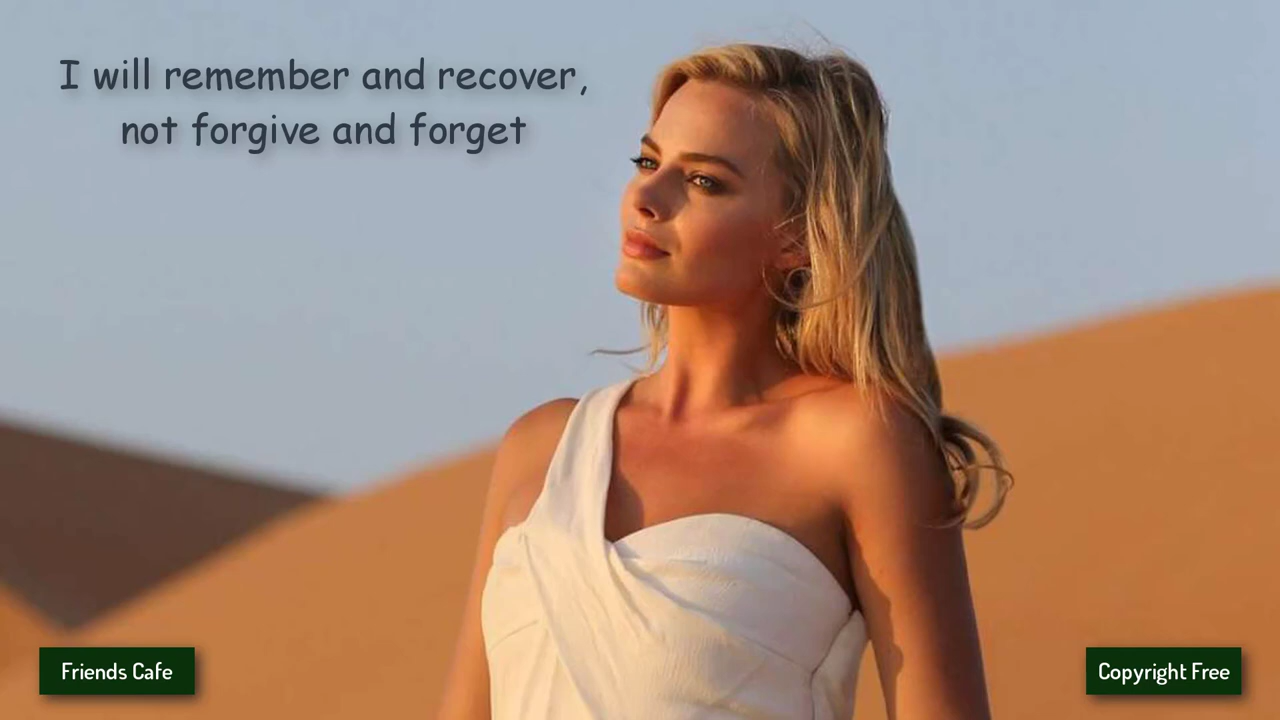 I will remember and recover,
not forgive and forget
Friends Cafe
Copyright Free